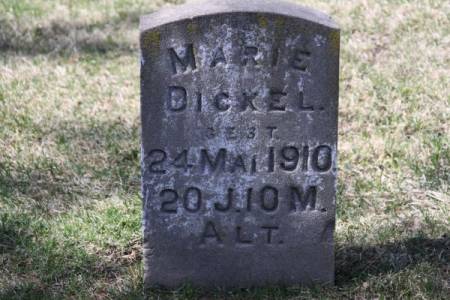 MARIE
DICKEL.
GEST.
24 MAI 1910.
20 J. 10 M.
ALT.